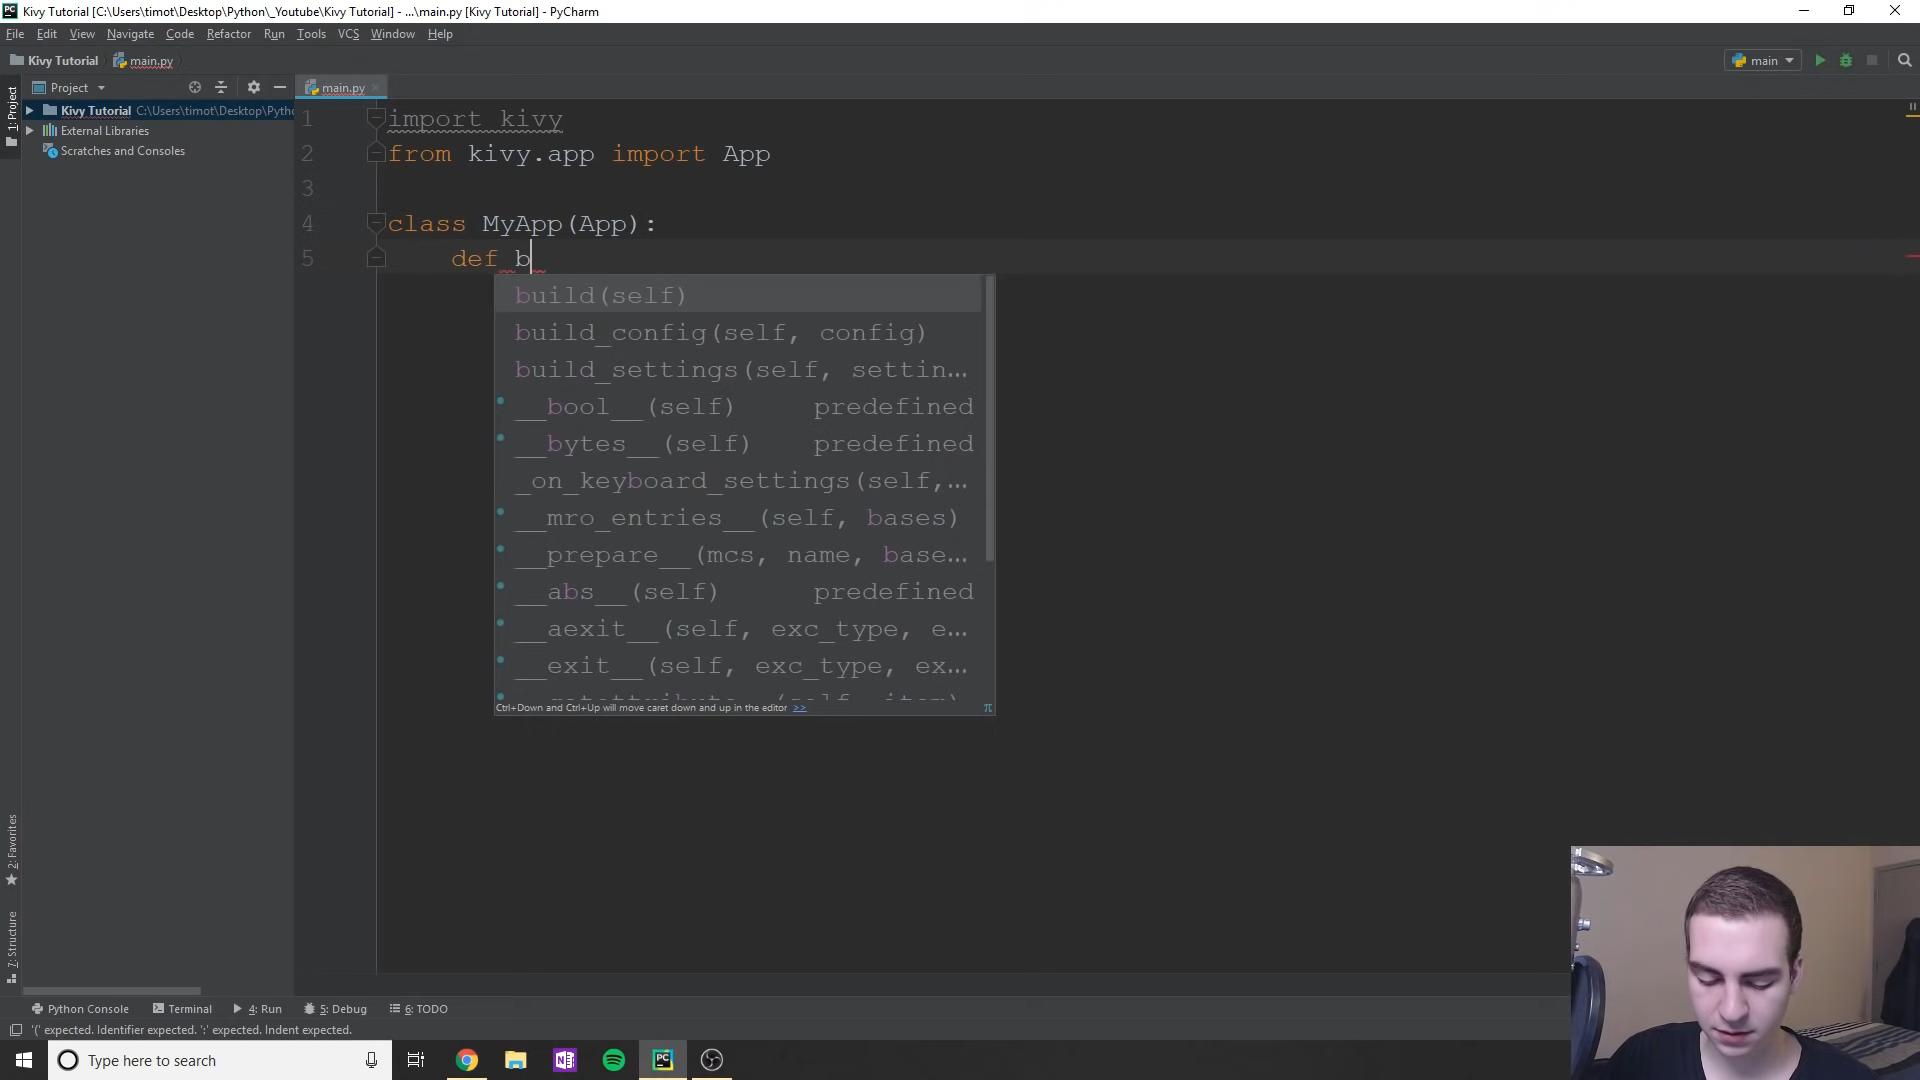 Kivy Tutorial [C:\Users\timot\Desktop\Python\_Youtube\Kivy Tutorial] - ...\main.py [Kivy Tutorial] - PyCharm
File Edit View Navigate Code Refactor Run Tools VCS Window Help
Kivy Tutorial main.py main
Project main.py
1: Project
Kivy Tutorial C:\Users\timot\Desktop\Pytho
External Libraries
Scratches and Consoles
1 import kivy
2 from kivy.app import App
3
4 class MyApp(App):
5 def b
build(self)
build_config(self, config)
build_settings(self, settin...
__bool__(self) predefined
__bytes__(self) predefined
_on_keyboard_settings(self,...
__mro_entries__(self, bases)
__prepare__(mcs, name, base...
__abs__(self) predefined
__aexit__(self, exc_type, e...
__exit__(self, exc_type, ex...
Ctrl+Down and Ctrl+Up will move caret down and up in the editor >> π
2: Favorites
7: Structure
Python Console Terminal 4: Run 5: Debug 6: TODO
'(' expected. Identifier expected. ':' expected. Indent expected.
Type here to search